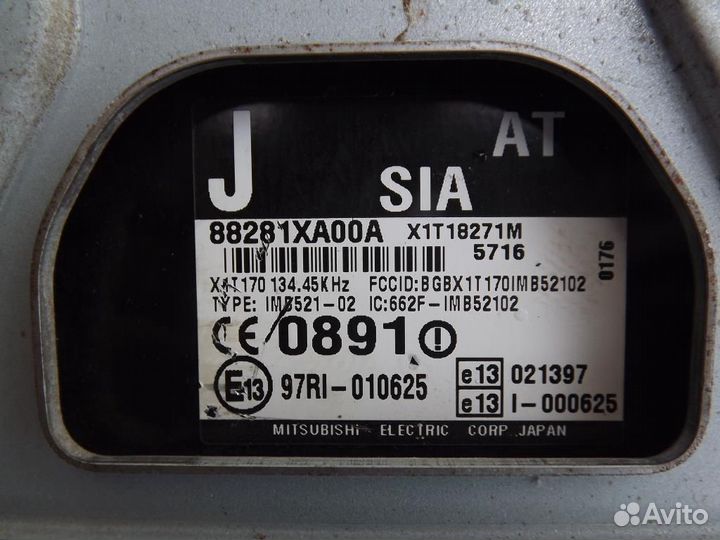 J AT
SIA
88281XA00A X1T18271M
5716
0176
X1T170 134.45KHz FCCID:BGBX1T170IMB52102
TYPE: IMB521-02 IC:662F-IMB52102
CE 0891
E13 97RI-010625
e13 021397
e13 I-000625
MITSUBISHI ELECTRIC CORP JAPAN
Avito